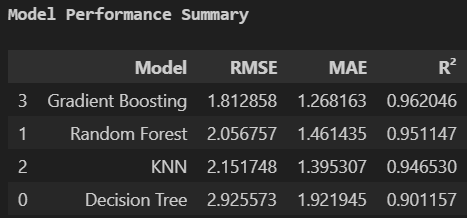 Model Performance Summary
Model RMSE MAE R²
3 Gradient Boosting 1.812858 1.268163 0.962046
1 Random Forest 2.056757 1.461435 0.951147
2 KNN 2.151748 1.395307 0.946530
0 Decision Tree 2.925573 1.921945 0.901157